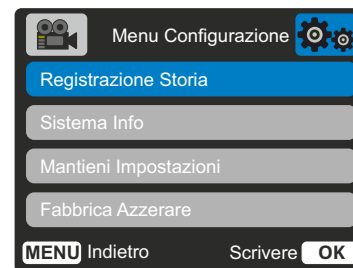 Menu Configurazione
Registrazione Storia
Sistema Info
Mantieni Impostazioni
Fabbrica Azzerare
MENU Indietro Scrivere OK